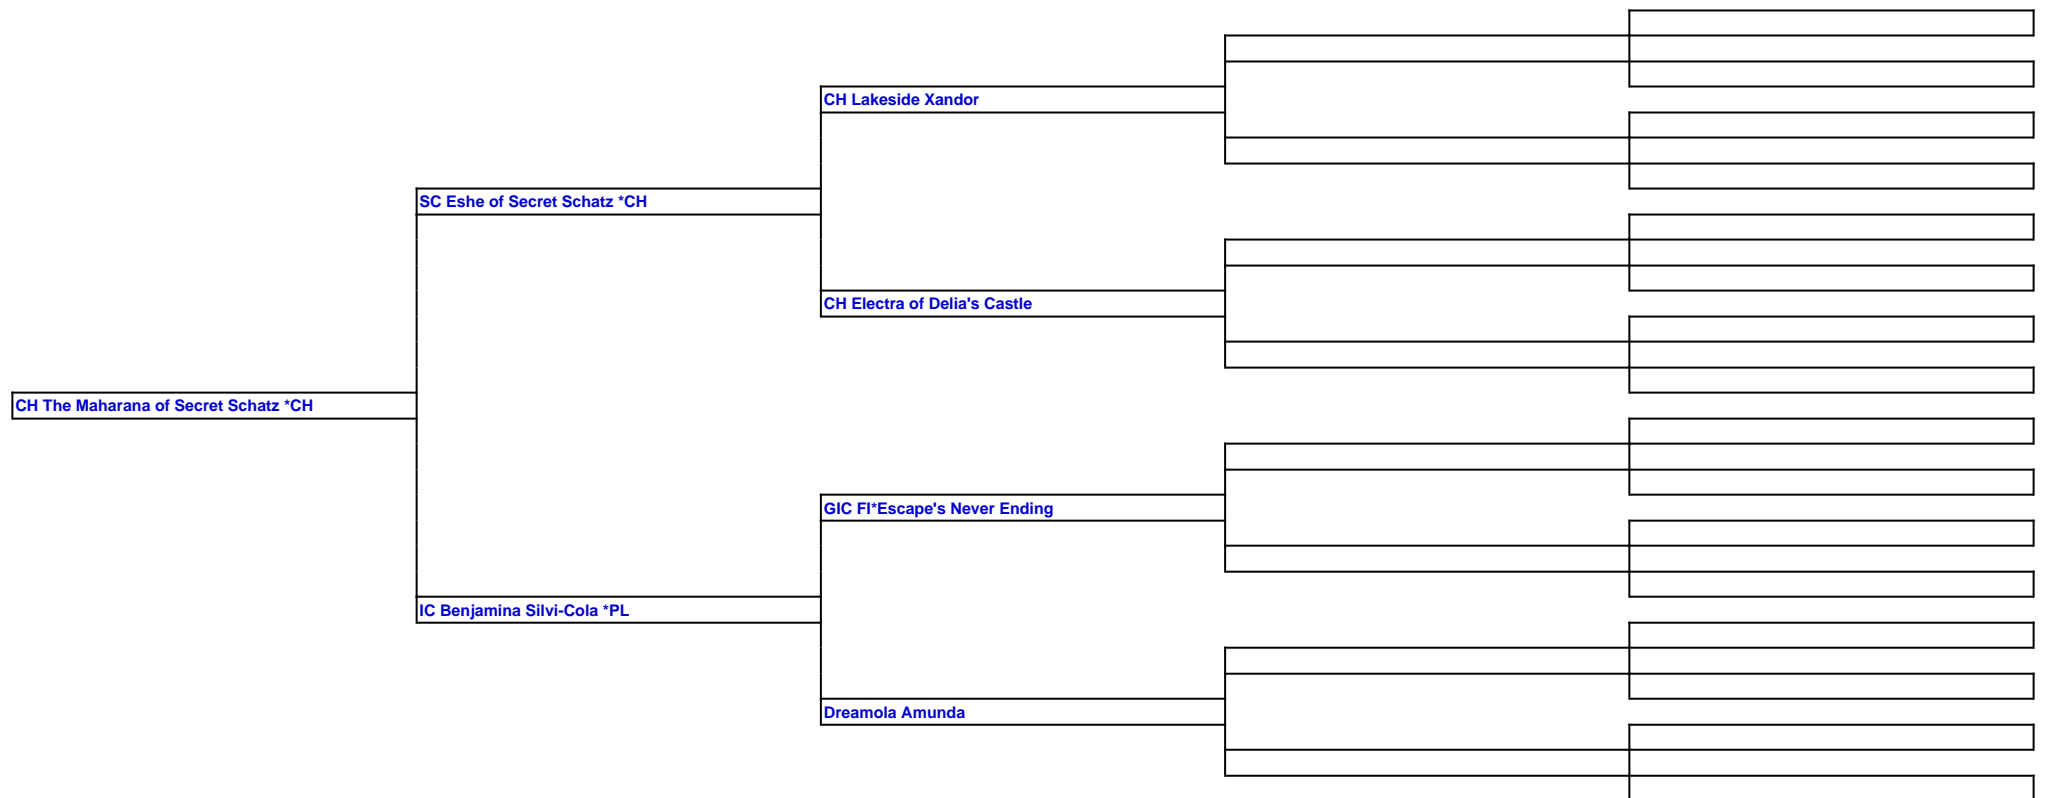 CH Lakeside Xandor
SC Eshe of Secret Schatz *CH
CH Electra of Delia's Castle
CH The Maharana of Secret Schatz *CH
GIC FI*Escape's Never Ending
IC Benjamina Silvi-Cola *PL
Dreamola Amunda